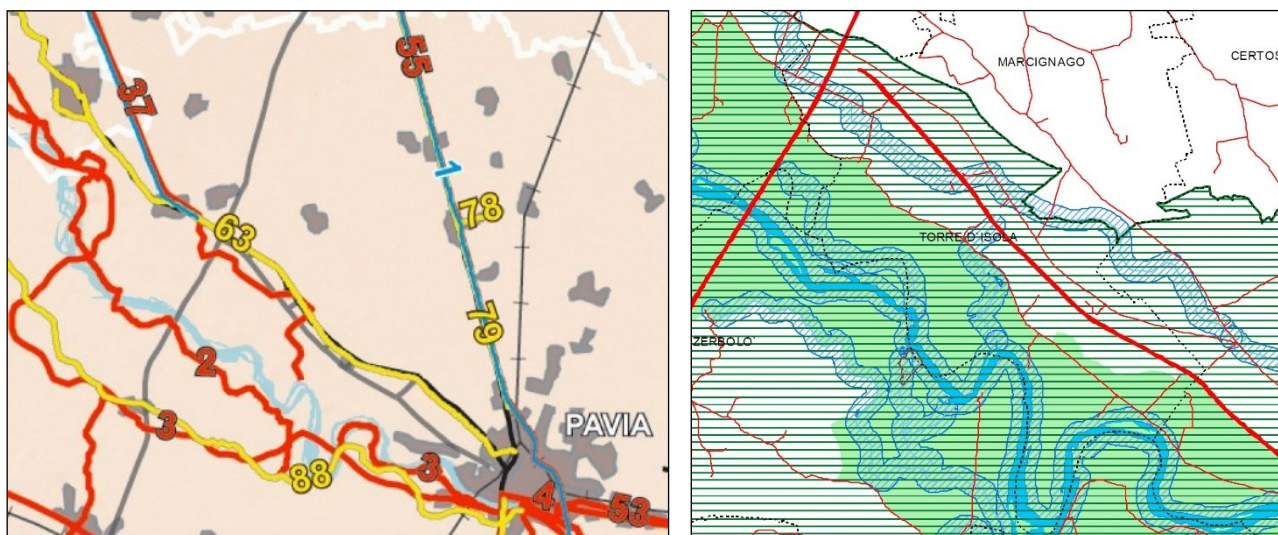 55
37
1
63
78
79
2
3
88
3
PAVIA
4
53
MARCIGNAGO
CERTOS
TORRE D'ISOLA
ZERBOLO'